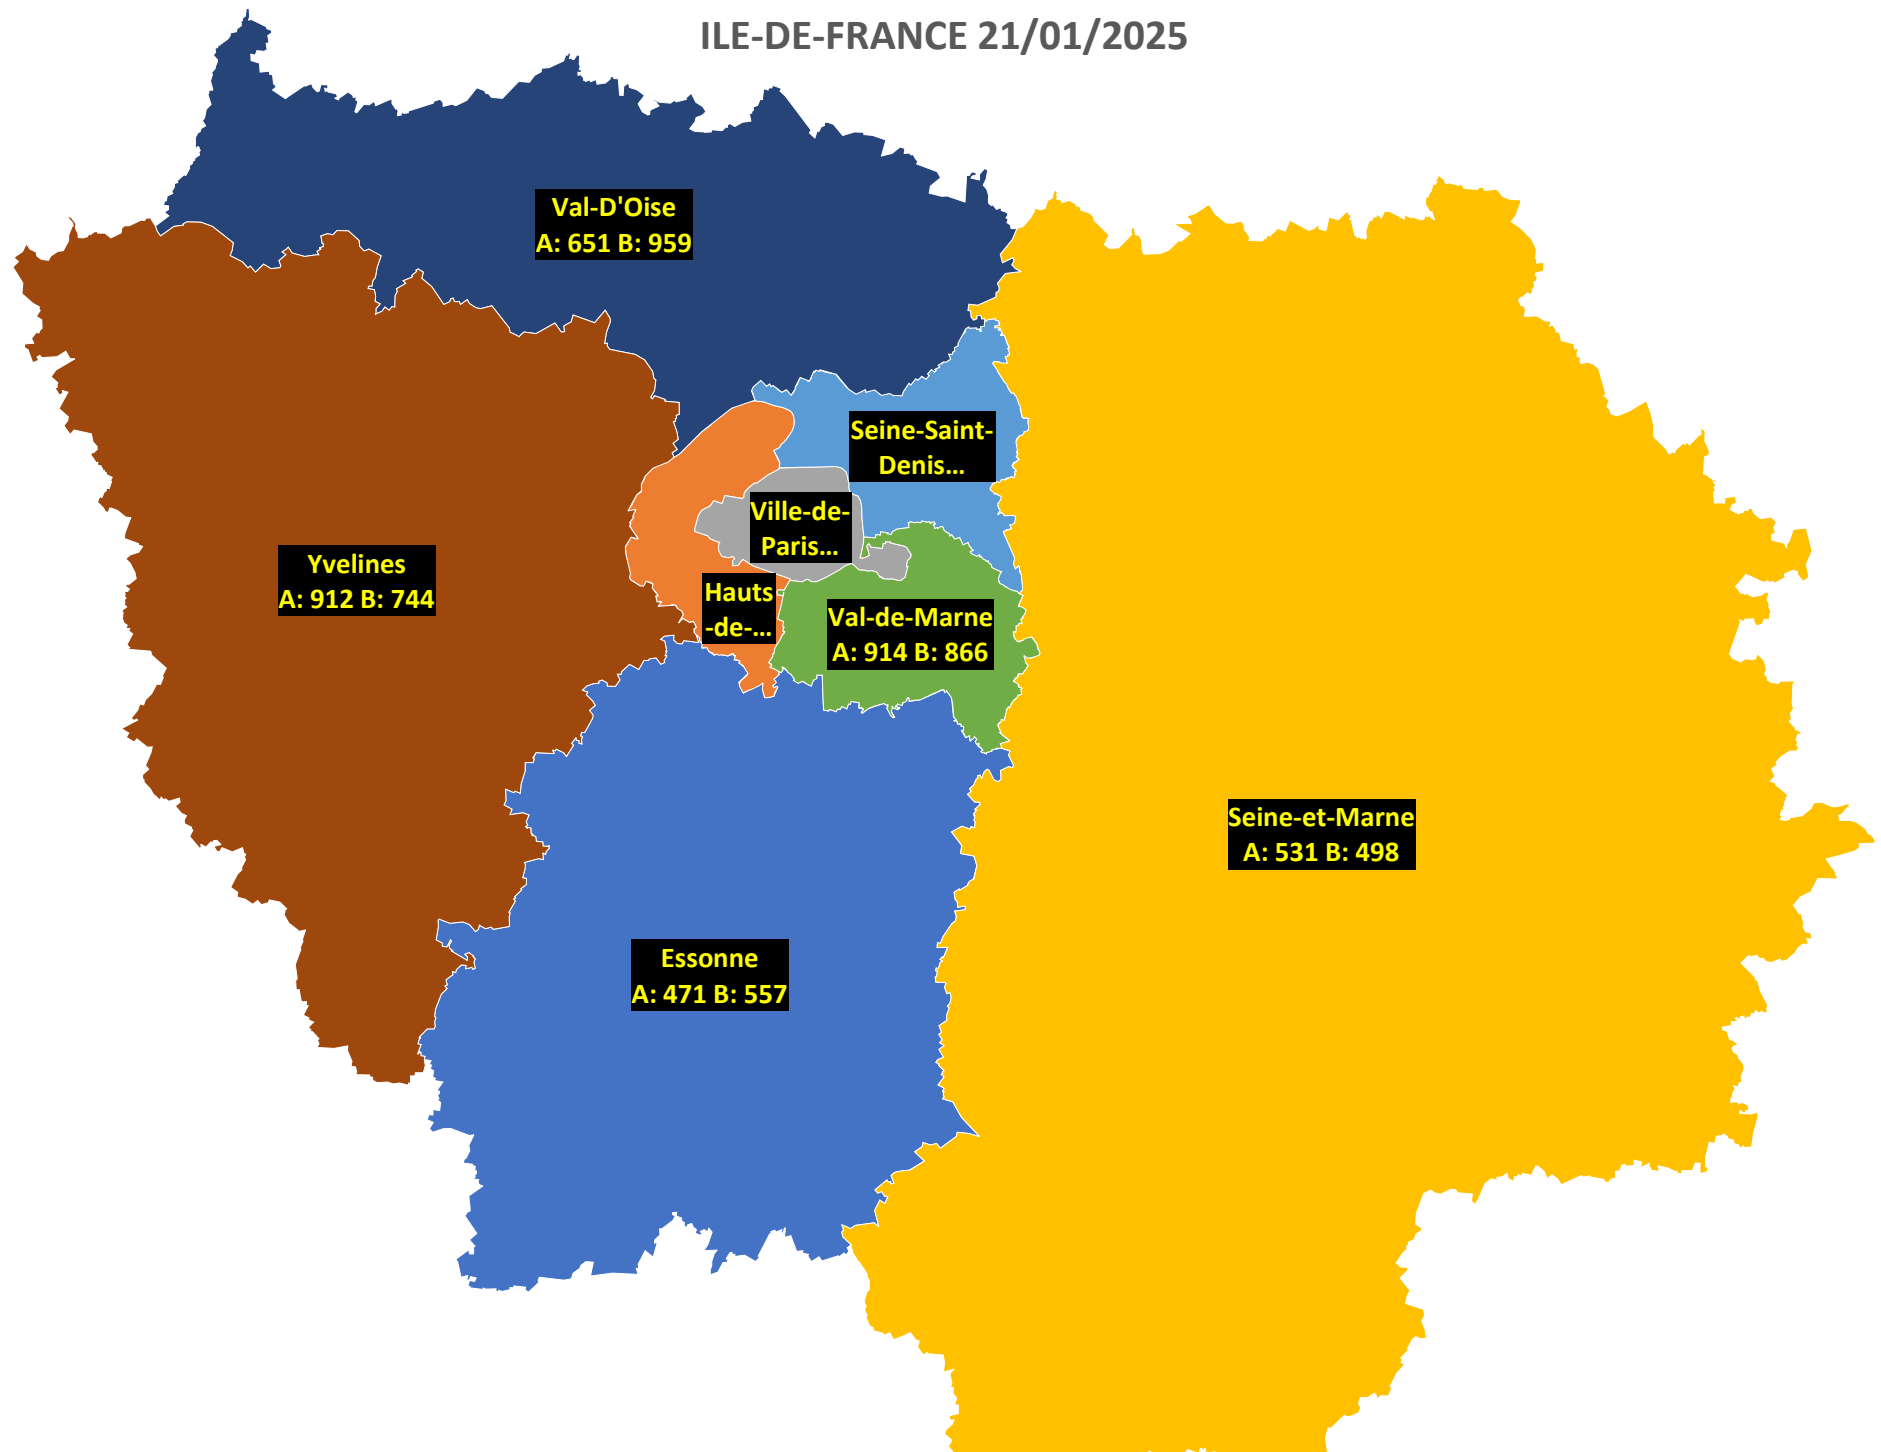 ILE-DE-FRANCE 21/01/2025
Val-D'Oise
A: 651 B: 959
Seine-Saint-
Denis...
Ville-de-
Paris...
Yvelines
A: 912 B: 744
Hauts
-de-...
Val-de-Marne
A: 914 B: 866
Seine-et-Marne
A: 531 B: 498
Essonne
A: 471 B: 557